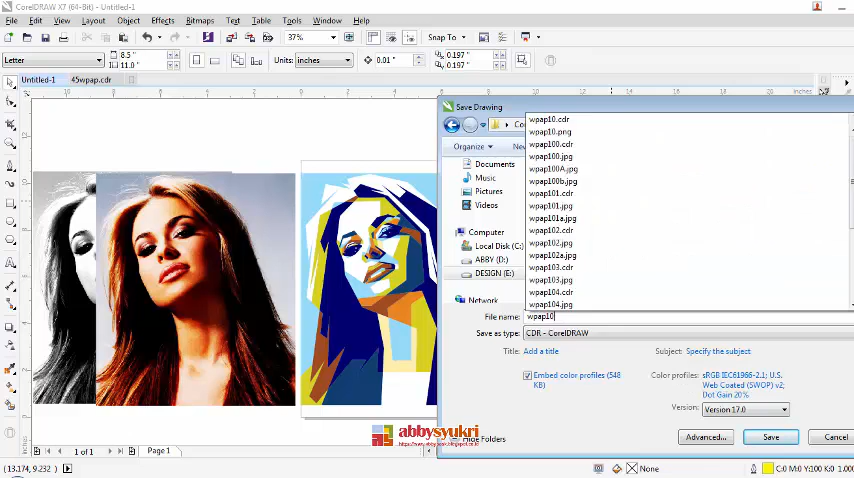 CorelDRAW X7 (64-Bit) - Untitled-1
File Edit View Layout Object Effects Bitmaps Text Table Tools Window Help
37% Snap To
Letter 8.5 " 11.0 " Units: inches 0.01 " 0.197 " 0.197 "
Untitled-1 45wpap.cdr
inches
Save Drawing
Organize
Documents
Music
Pictures
Videos
Computer
Local Disk (C:)
ABBY (D:)
DESIGN (E:)
Network
wpap10.cdr
wpap10.png
wpap100.cdr
wpap100.jpg
wpap100A.jpg
wpap100b.jpg
wpap101.cdr
wpap101.jpg
wpap101a.jpg
wpap102.cdr
wpap102.jpg
wpap102a.jpg
wpap103.cdr
wpap103.jpg
wpap104.cdr
wpap104.jpg
File name: wpap10
Save as type: CDR - CorelDRAW
Title: Add a title Subject: Specify the subject
Embed color profiles (548 KB)
Color profiles: sRGB IEC61966-2.1; U.S. Web Coated (SWOP) v2; Dot Gain 20%
Version: Version 17.0
Hide Folders Advanced... Save Cancel
abbysyukri
1 of 1 Page 1
(13.174, 9.232) None C:0 M:0 Y:100 K:0